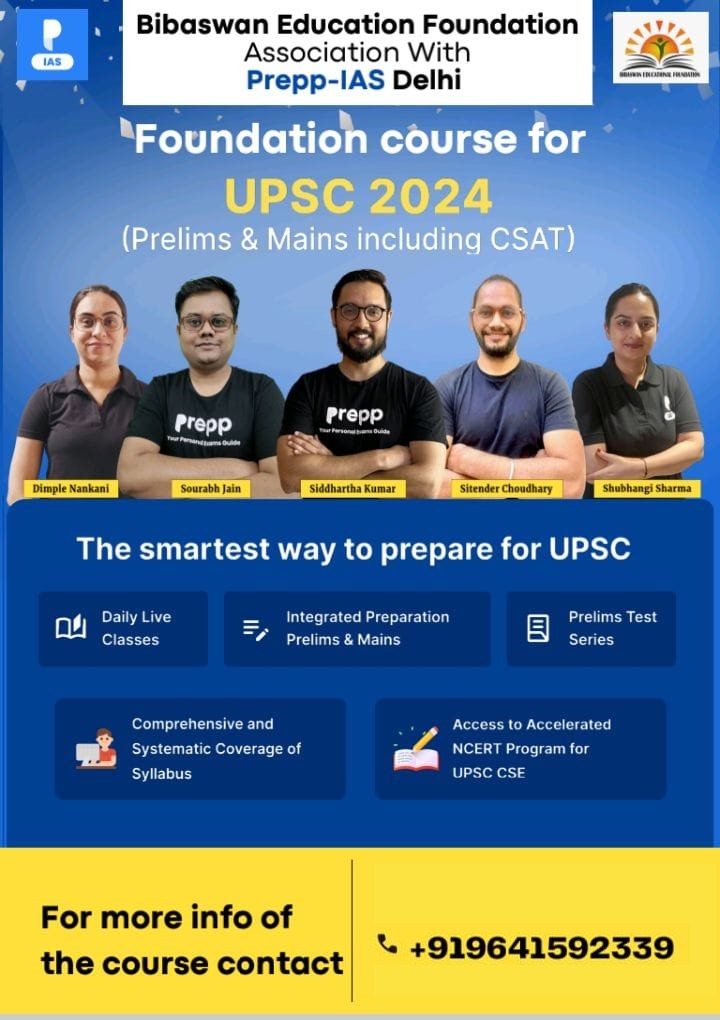 IAS
Bibaswan Education Foundation
Association With
Prepp-IAS Delhi
BIBASWAN EDUCATIONAL FOUNDATION
Foundation course for
UPSC 2024
(Prelims & Mains including CSAT)
Prepp
Your Personal Exams Guide
Prepp
Your Personal Exams Guide
Dimple Nankani
Sourabh Jain
Siddhartha Kumar
Sitender Choudhary
Shubhangi Sharma
The smartest way to prepare for UPSC
Daily Live
Classes
Integrated Preparation
Prelims & Mains
Prelims Test
Series
Comprehensive and
Systematic Coverage of
Syllabus
Access to Accelerated
NCERT Program for
UPSC CSE
For more info of
the course contact
+919641592339